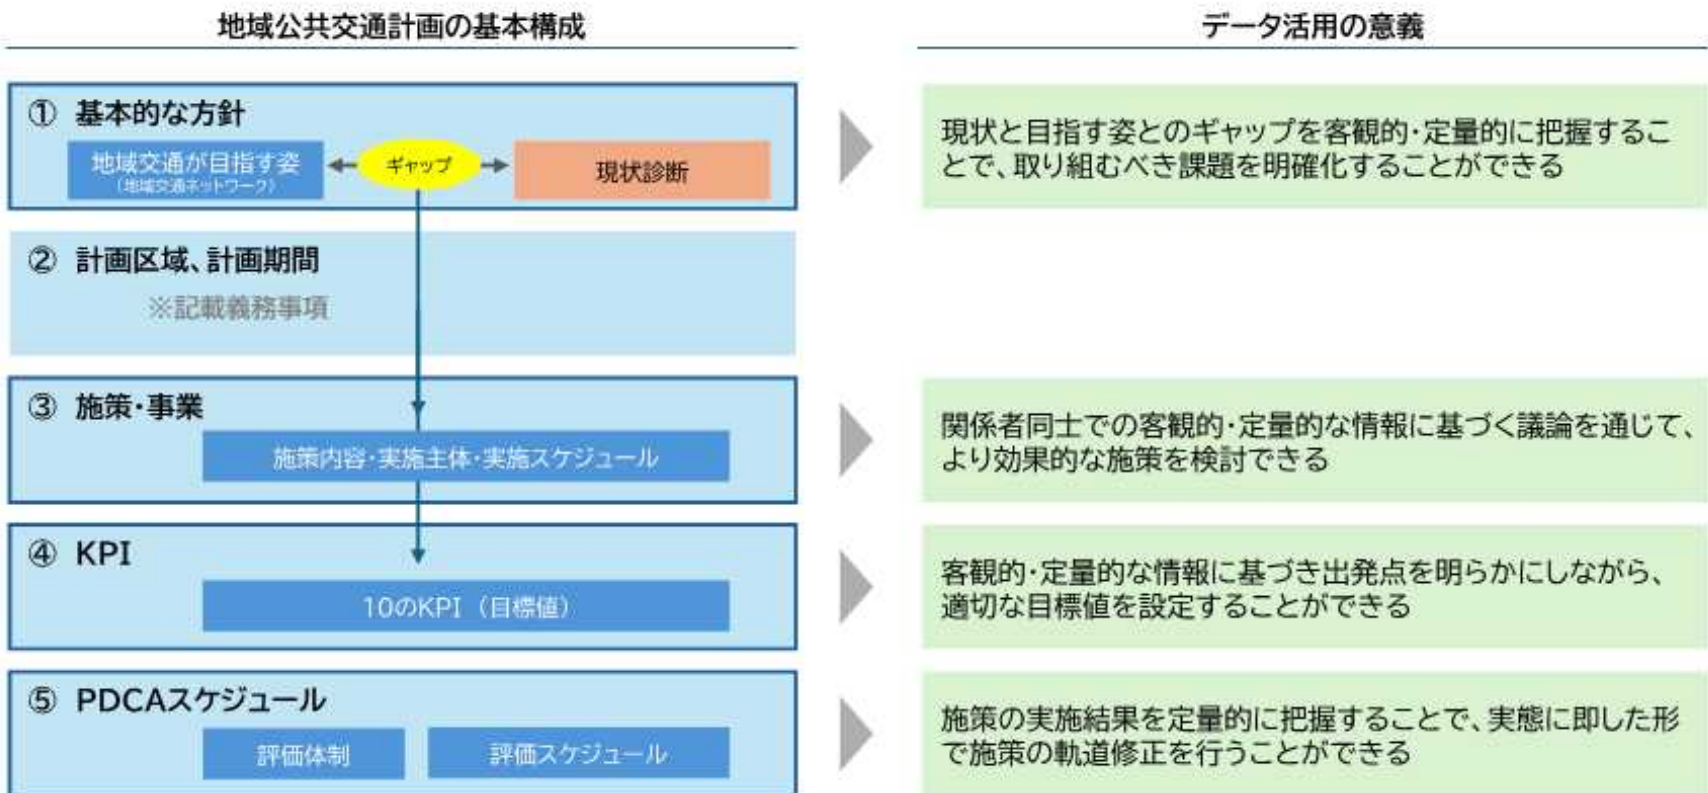 地域公共交通計画の基本構成
データ活用の意義
① 基本的な方針
地域交通が目指す姿
(地域交通ネットワーク)
ギャップ
現状診断
現状と目指す姿とのギャップを客観的・定量的に把握するこ
とで、取り組むべき課題を明確化することができる
② 計画区域、計画期間
※記載義務事項
③ 施策・事業
施策内容・実施主体・実施スケジュール
関係者同士での客観的・定量的な情報に基づく議論を通じて、
より効果的な施策を検討できる
④ KPI
10のKPI（目標値）
客観的・定量的な情報に基づき出発点を明らかにしながら、
適切な目標値を設定することができる
⑤ PDCAスケジュール
評価体制
評価スケジュール
施策の実施結果を定量的に把握することで、実態に即した形
で施策の軌道修正を行うことができる